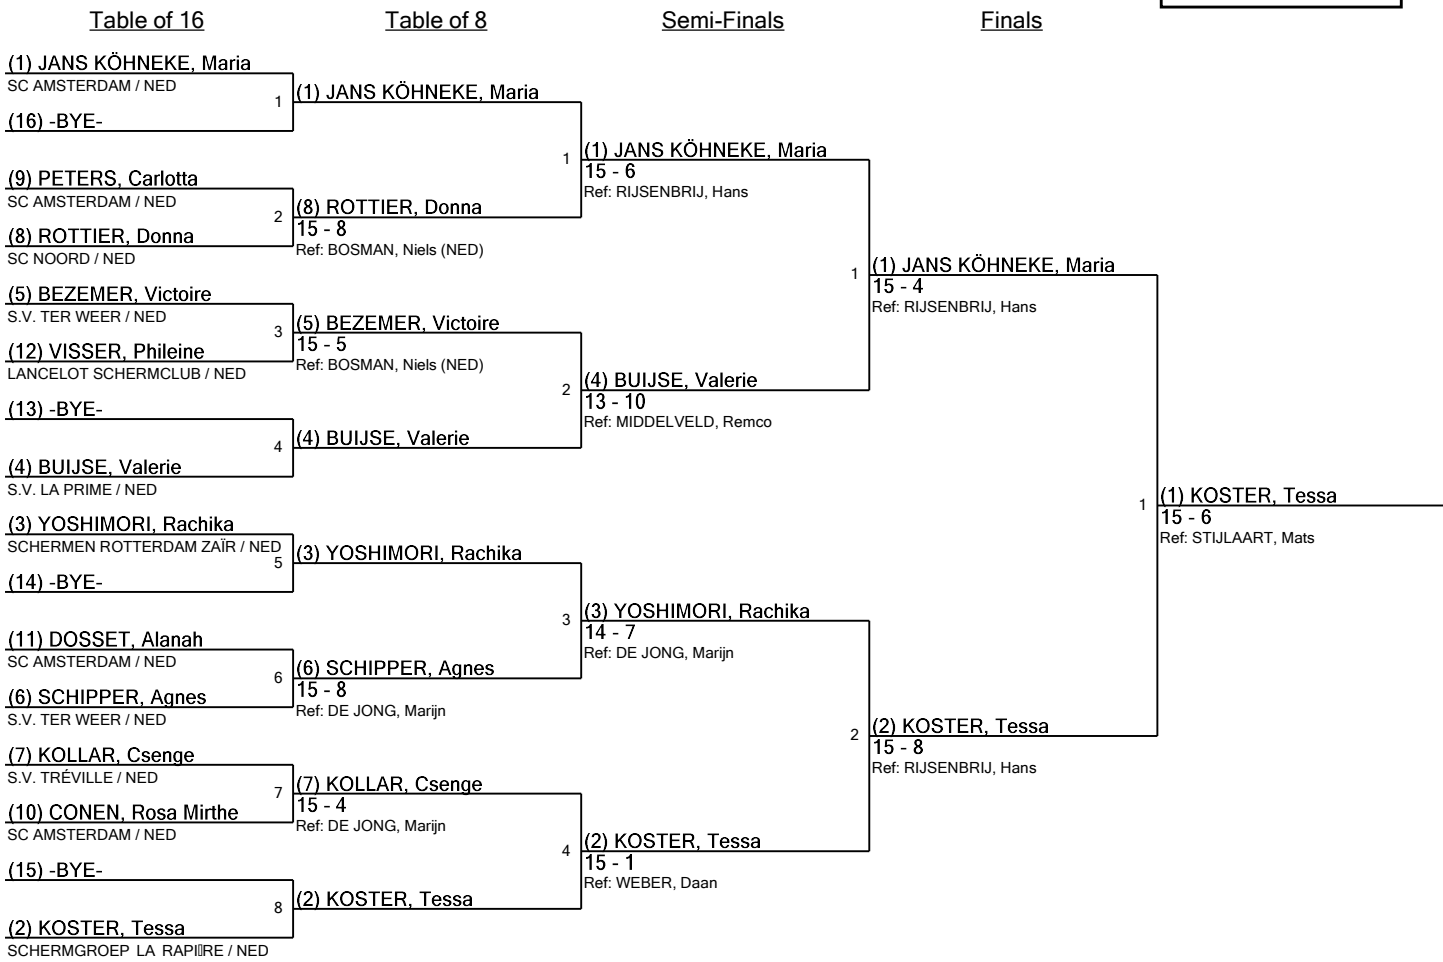 Table of 16
Table of 8
Semi-Finals
Finals
(1) JANS KÖHNEKE, Maria
SC AMSTERDAM / NED
1
(16) -BYE-
(9) PETERS, Carlotta
SC AMSTERDAM / NED
2
(8) ROTTIER, Donna
SC NOORD / NED
(5) BEZEMER, Victoire
S.V. TER WEER / NED
3
(12) VISSER, Phileine
LANCELOT SCHERMCLUB / NED
(13) -BYE-
4
(4) BUIJSE, Valerie
S.V. LA PRIME / NED
(3) YOSHIMORI, Rachika
SCHERMEN ROTTERDAM ZAÏR / NED
5
(14) -BYE-
(11) DOSSET, Alanah
SC AMSTERDAM / NED
6
(6) SCHIPPER, Agnes
S.V. TER WEER / NED
(7) KOLLAR, Csenge
S.V. TRÉVILLE / NED
7
(10) CONEN, Rosa Mirthe
SC AMSTERDAM / NED
(15) -BYE-
8
(2) KOSTER, Tessa
SCHERMGROEP LA RAPI▯RE / NED
(1) JANS KÖHNEKE, Maria
1
(8) ROTTIER, Donna
15 - 8
Ref: BOSMAN, Niels (NED)
(5) BEZEMER, Victoire
15 - 5
Ref: BOSMAN, Niels (NED)
2
(4) BUIJSE, Valerie
(3) YOSHIMORI, Rachika
3
(6) SCHIPPER, Agnes
15 - 8
Ref: DE JONG, Marijn
(7) KOLLAR, Csenge
15 - 4
Ref: DE JONG, Marijn
4
(2) KOSTER, Tessa
(1) JANS KÖHNEKE, Maria
15 - 6
Ref: RIJSENBRIJ, Hans
1
(4) BUIJSE, Valerie
13 - 10
Ref: MIDDELVELD, Remco
(3) YOSHIMORI, Rachika
14 - 7
Ref: DE JONG, Marijn
2
(2) KOSTER, Tessa
15 - 1
Ref: WEBER, Daan
(1) JANS KÖHNEKE, Maria
15 - 4
Ref: RIJSENBRIJ, Hans
1
(2) KOSTER, Tessa
15 - 8
Ref: RIJSENBRIJ, Hans
(1) KOSTER, Tessa
15 - 6
Ref: STIJLAART, Mats